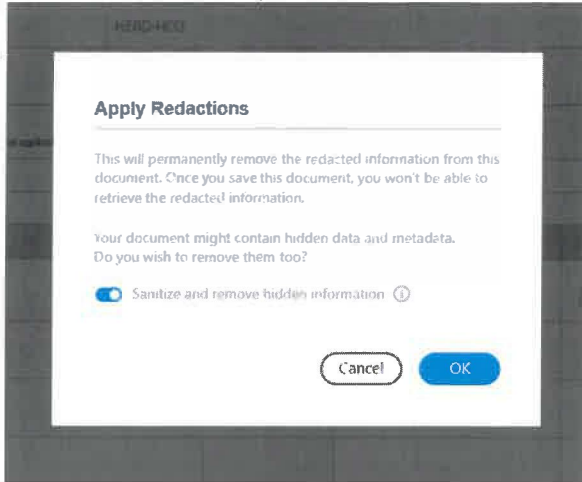 Apply Redactions
This will permanently remove the redacted information from this
document. Once you save this document, you won't be able to
retrieve the redacted information.
Your document might contain hidden data and metadata.
Do you wish to remove them too?
Sanitize and remove hidden information
Cancel
OK